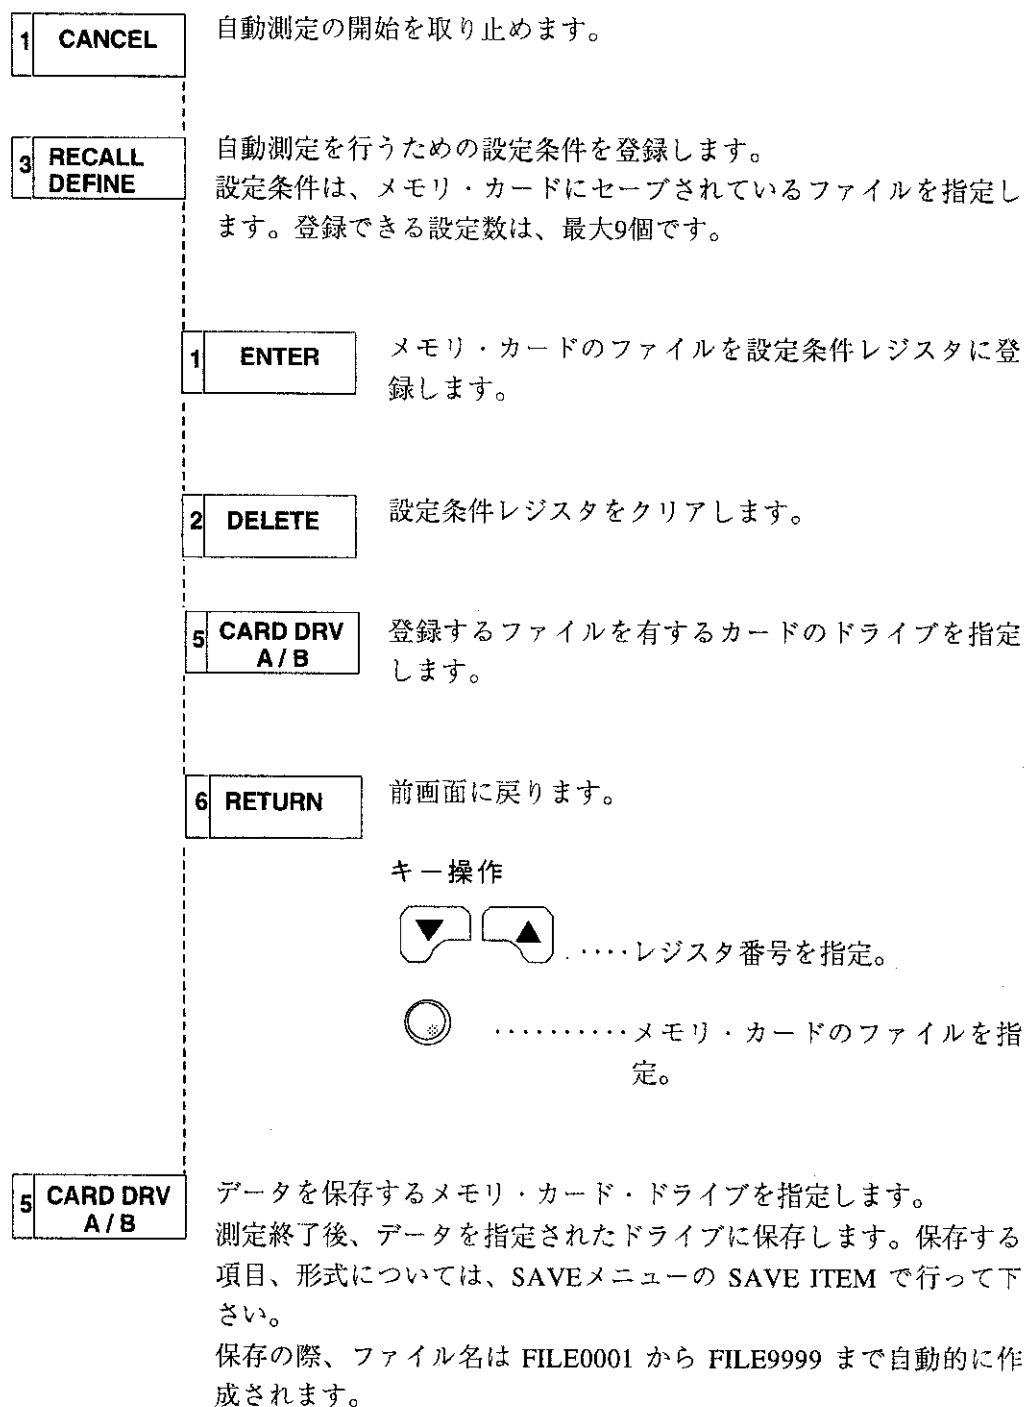 1 CANCEL 自動測定の開始を取り止めます。
3 RECALL DEFINE 自動測定を行うための設定条件を登録します。
設定条件は、メモリ・カードにセーブされているファイルを指定し
ます。登録できる設定数は、最大9個です。
1 ENTER メモリ・カードのファイルを設定条件レジスタに登
録します。
2 DELETE 設定条件レジスタをクリアします。
5 CARD DRV A / B 登録するファイルを有するカードのドライブを指定
します。
6 RETURN 前画面に戻ります。
キー操作
▼ ▲ ·····レジスタ番号を指定。
··········メモリ・カードのファイルを指
定。
5 CARD DRV A / B データを保存するメモリ・カード・ドライブを指定します。
測定終了後、データを指定されたドライブに保存します。保存する
項目、形式については、SAVEメニューの SAVE ITEM で行って下
さい。
保存の際、ファイル名は FILE0001 から FILE9999 まで自動的に作
成されます。